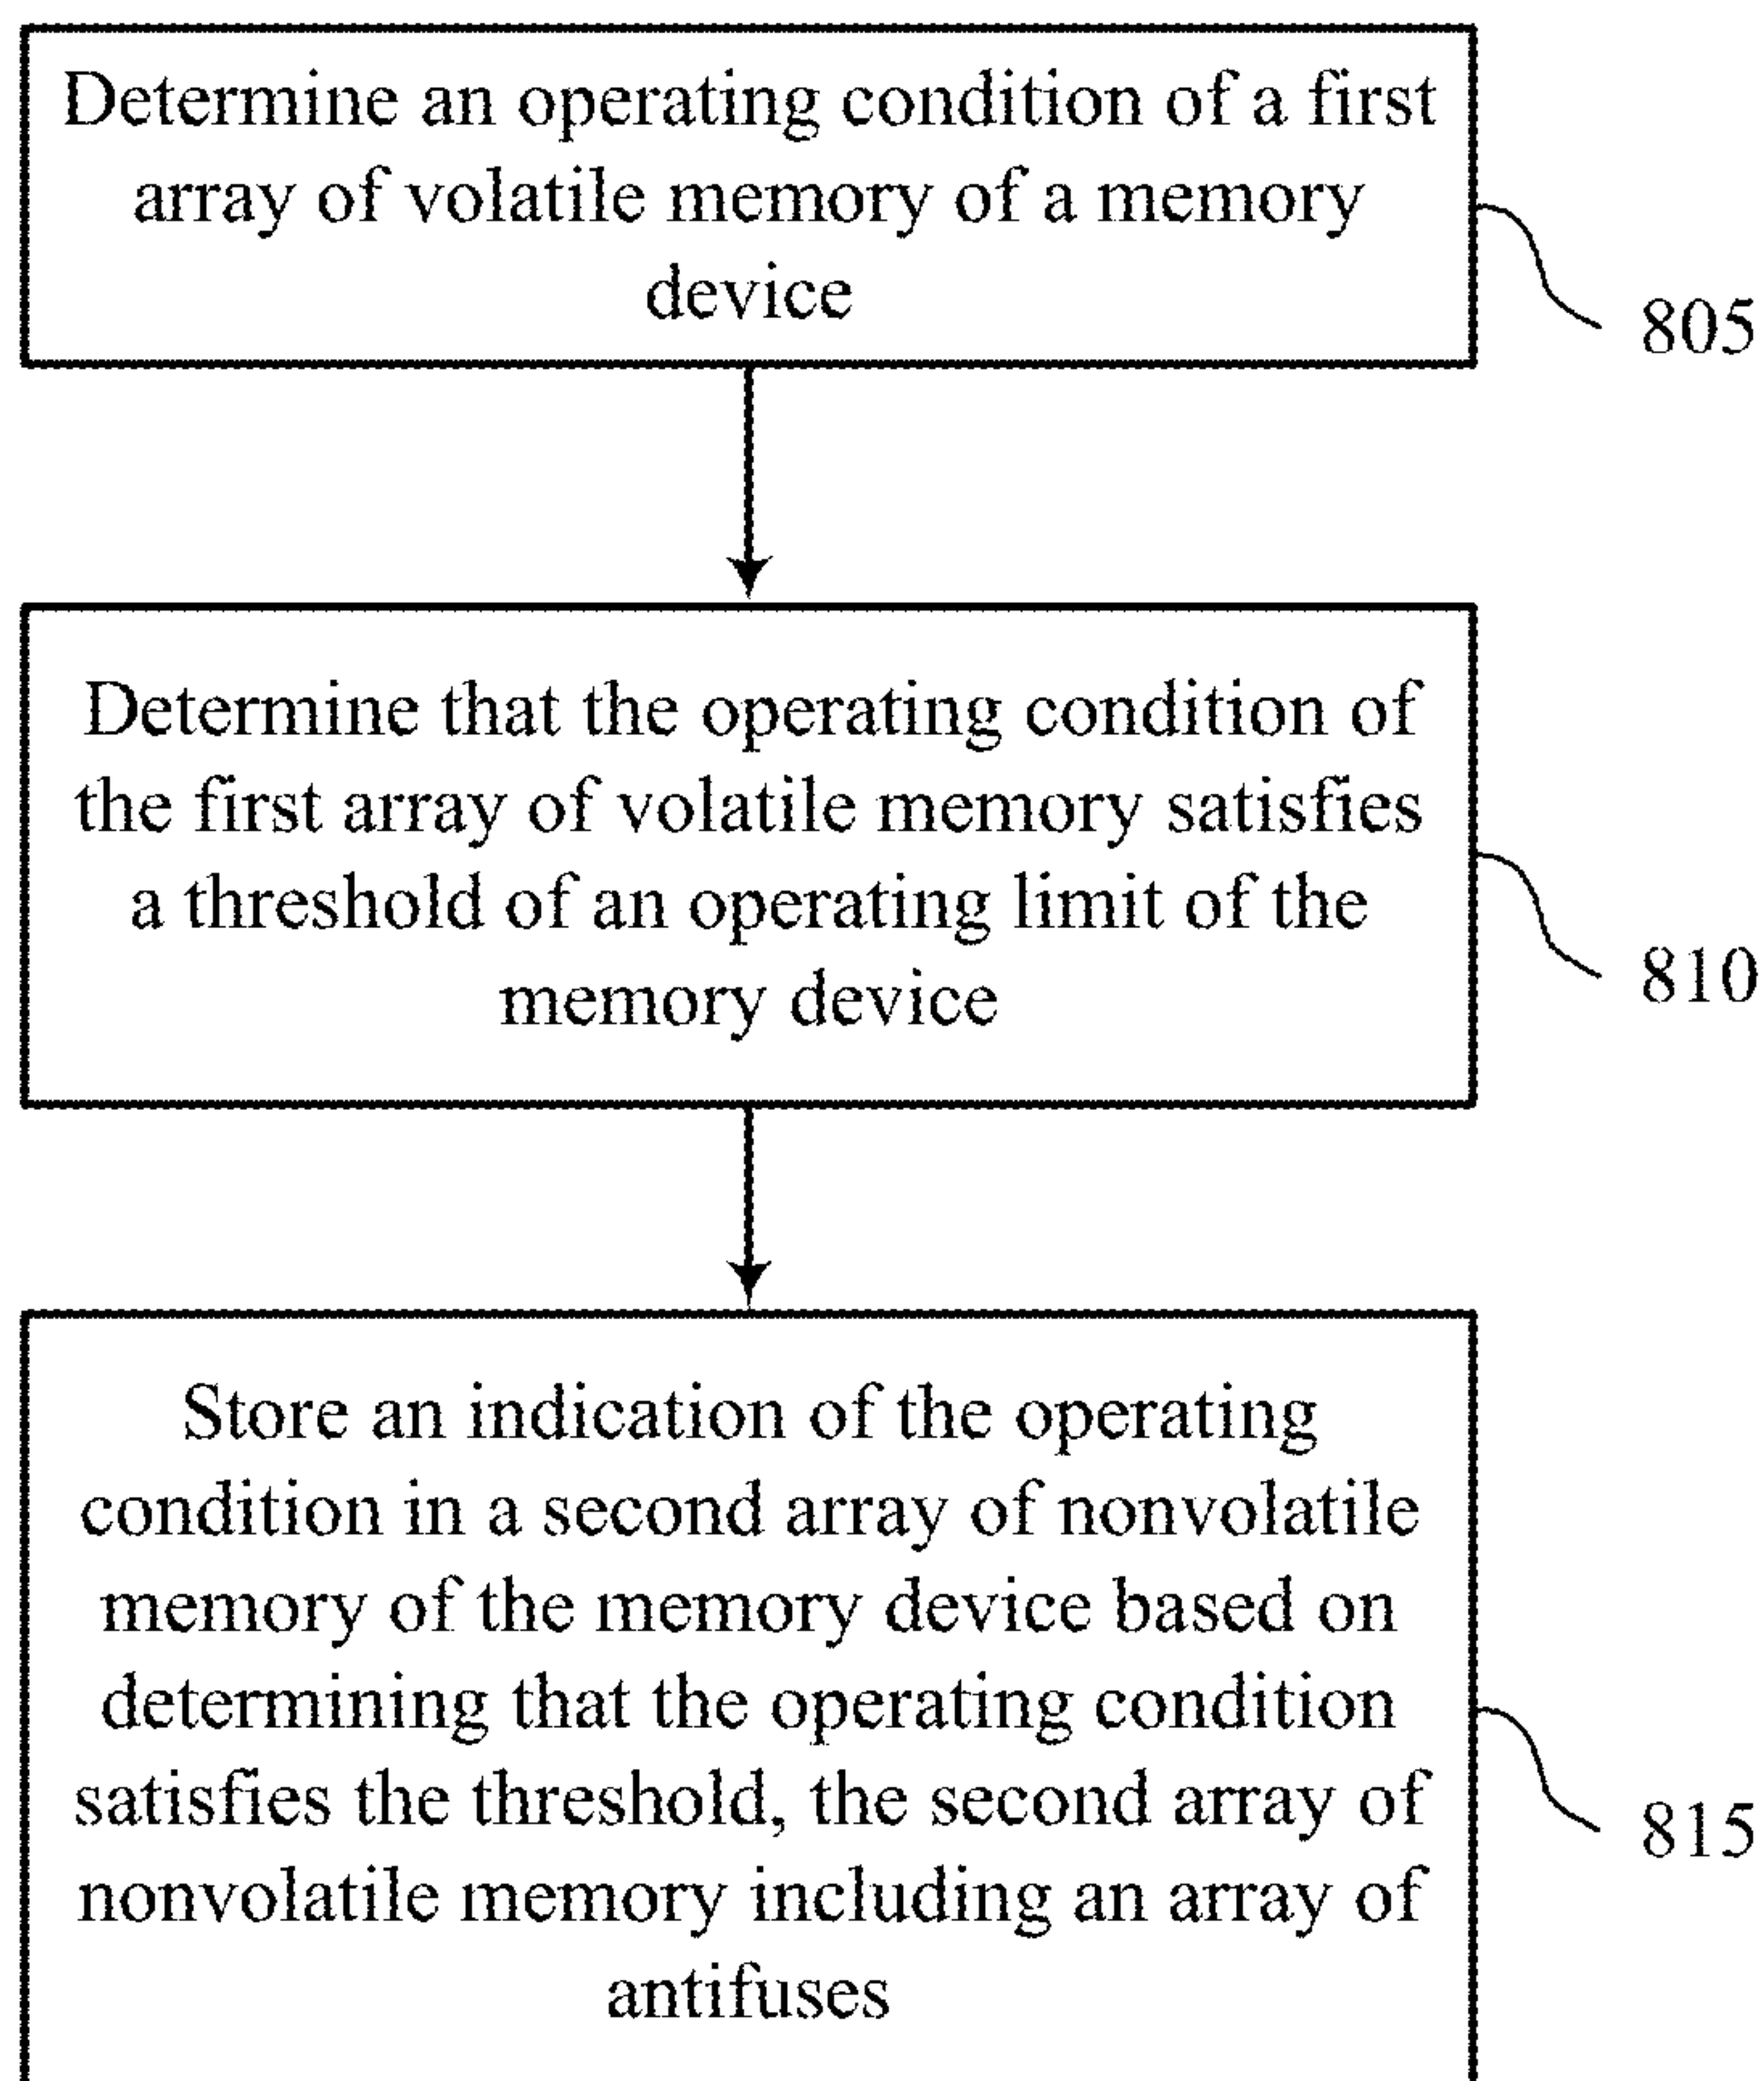 Determine an operating condition of a first
array of volatile memory of a memory
device
805
Determine that the operating condition of
the first array of volatile memory satisfies
a threshold of an operating limit of the
memory device
810
Store an indication of the operating
condition in a second array of nonvolatile
memory of the memory device based on
determining that the operating condition
satisfies the threshold, the second array of
nonvolatile memory including an array of
antifuses
815